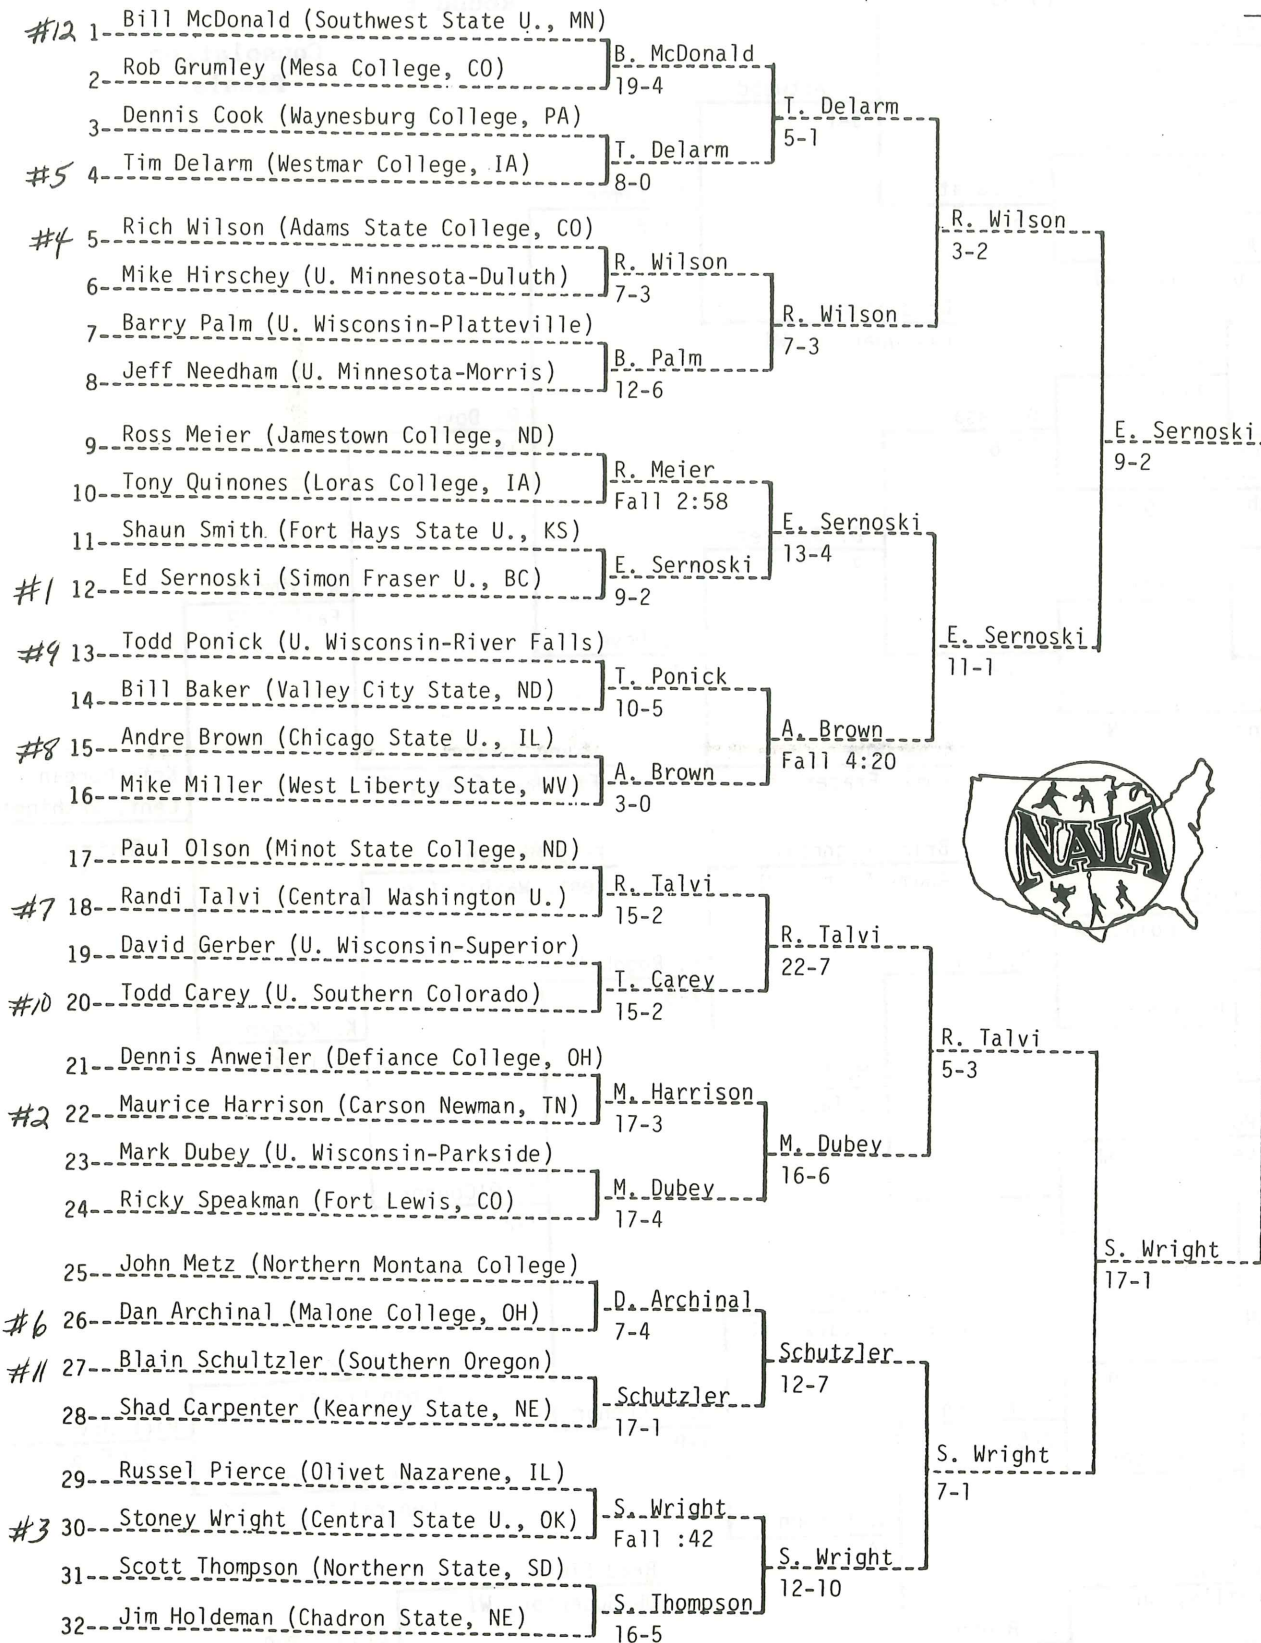 #12 1 Bill McDonald (Southwest State U., MN)
B. McDonald
2 Rob Grumley (Mesa College, CO)
19-4
T. Delarm
3 Dennis Cook (Waynesburg College, PA)
5-1
T. Delarm
#5 4 Tim Delarm (Westmar College, IA)
8-0
R. Wilson
3-2
#4 5 Rich Wilson (Adams State College, CO)
R. Wilson
6 Mike Hirschey (U. Minnesota-Duluth)
7-3
R. Wilson
7 Barry Palm (U. Wisconsin-Platteville)
7-3
B. Palm
8 Jeff Needham (U. Minnesota-Morris)
12-6
E. Sernoski
9-2
9 Ross Meier (Jamestown College, ND)
R. Meier
10 Tony Quinones (Loras College, IA)
Fall 2:58
E. Sernoski
11 Shaun Smith (Fort Hays State U., KS)
13-4
E. Sernoski
#1 12 Ed Sernoski (Simon Fraser U., BC)
9-2
E. Sernoski
11-1
#9 13 Todd Ponick (U. Wisconsin-River Falls)
T. Ponick
14 Bill Baker (Valley City State, ND)
10-5
A. Brown
#8 15 Andre Brown (Chicago State U., IL)
Fall 4:20
A. Brown
16 Mike Miller (West Liberty State, WV)
3-0
NAIA
17 Paul Olson (Minot State College, ND)
R. Talvi
#7 18 Randi Talvi (Central Washington U.)
15-2
R. Talvi
19 David Gerber (U. Wisconsin-Superior)
22-7
T. Carey
#10 20 Todd Carey (U. Southern Colorado)
15-2
R. Talvi
5-3
21 Dennis Anweiler (Defiance College, OH)
M. Harrison
#2 22 Maurice Harrison (Carson Newman, TN)
17-3
M. Dubey
23 Mark Dubey (U. Wisconsin-Parkside)
16-6
M. Dubey
24 Ricky Speakman (Fort Lewis, CO)
17-4
S. Wright
17-1
25 John Metz (Northern Montana College)
D. Archinal
#6 26 Dan Archinal (Malone College, OH)
7-4
Schutzler
#11 27 Blain Schultzler (Southern Oregon)
12-7
Schutzler
28 Shad Carpenter (Kearney State, NE)
17-1
S. Wright
7-1
29 Russel Pierce (Olivet Nazarene, IL)
S. Wright
#3 30 Stoney Wright (Central State U., OK)
Fall :42
S. Wright
31 Scott Thompson (Northern State, SD)
12-10
S. Thompson
32 Jim Holdeman (Chadron State, NE)
16-5